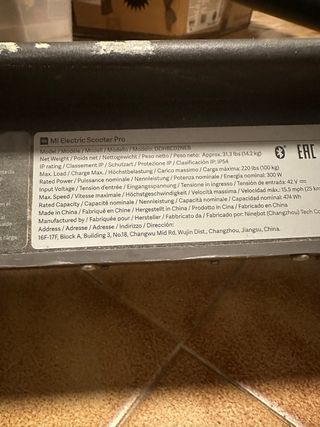 Mi Electric Scooter Pro
Model / Modèle / Modell / Modello / Modelo: DDHBC02NEB
Net Weight / Poids net / Nettogewicht / Peso netto / Peso neto: Approx. 31.3 lbs (14.2 kg)
IP rating / Classement IP / Schutzart / Protezione IP / Clasificación IP: IP54
Max. Load / Charge Max. / Höchstbelastung / Carico massimo / Carga máxima: 220 lbs (100 kg)
Rated Power / Puissance nominale / Nennleistung / Potenza nominale / Energía nominal: 300 W
Input Voltage / Tension d'entrée / Eingangsspannung / Tensione in ingresso / Tensión de entrada: 42 V
Max. Speed / Vitesse maximale / Höchstgeschwindigkeit / Velocità massima / Velocidad máxima: 15.5 mph (25 km
Rated Capacity / Capacité nominale / Nennleistung / Capacità nominale / Capacidad nominal: 474 Wh
Made in China / Fabriqué en Chine / Hergestellt in China / Prodotto in Cina / Fabricado en China
Manufactured by / Fabriquée pour / Hersteller / Fabbricato da / Fabricado por: Ninebot (Changzhou) Tech Co
Address / Adresse / Adresse / Indirizzo / Dirección:
16F-17F, Block A, Building 3, No.18, Changwu Mid Rd, Wujin Dist., Changzhou, Jiangsu, China.
EAC